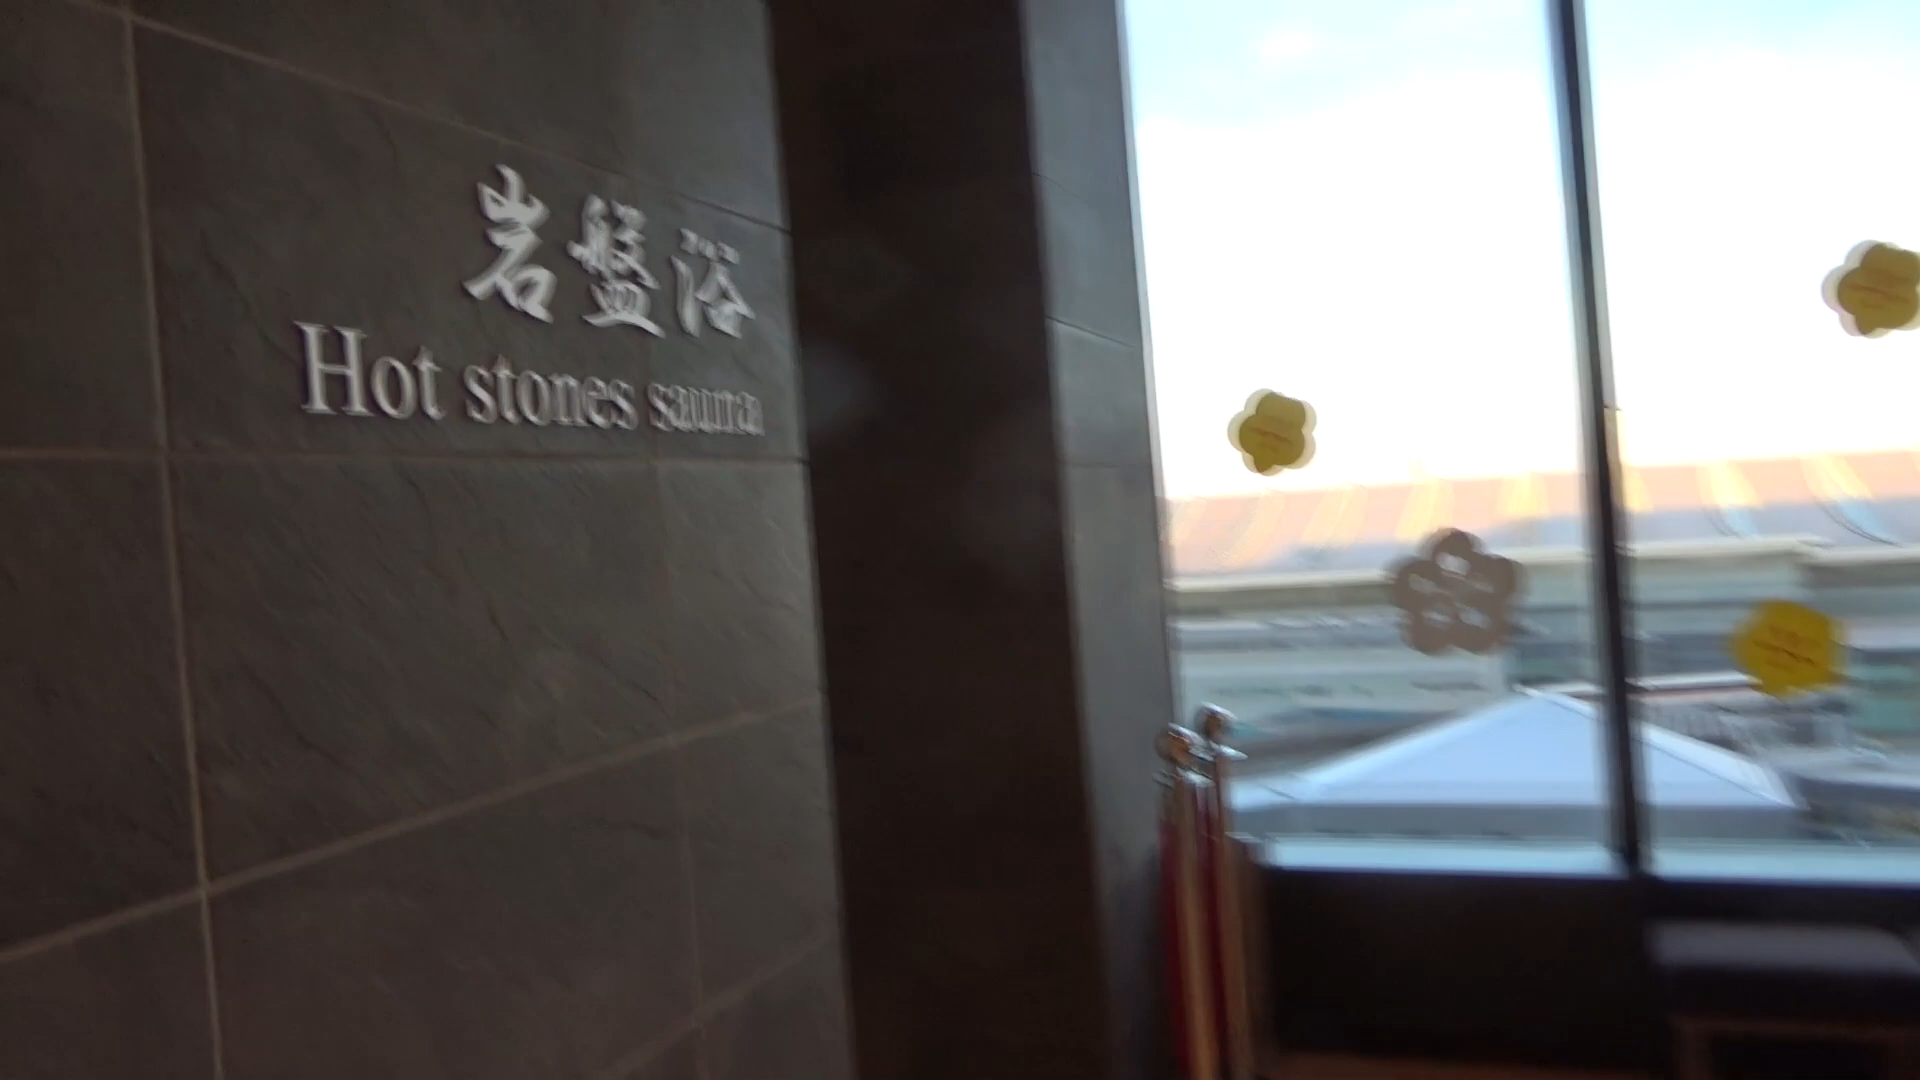 岩盤浴
Hot stones sauna